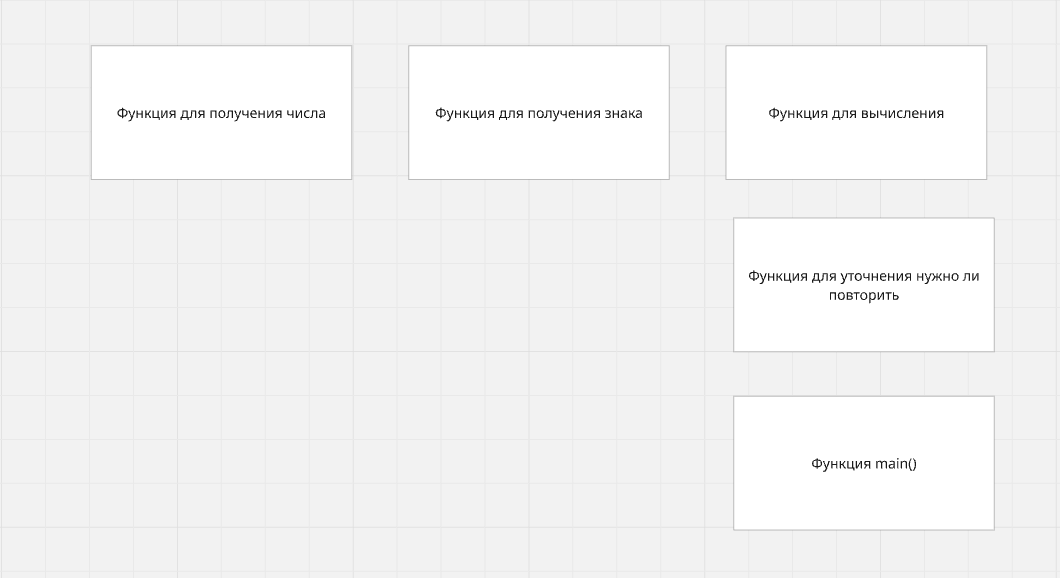 Функция для получения числа
Функция для получения знака
Функция для вычисления
Функция для уточнения нужно ли
повторить
Функция main()